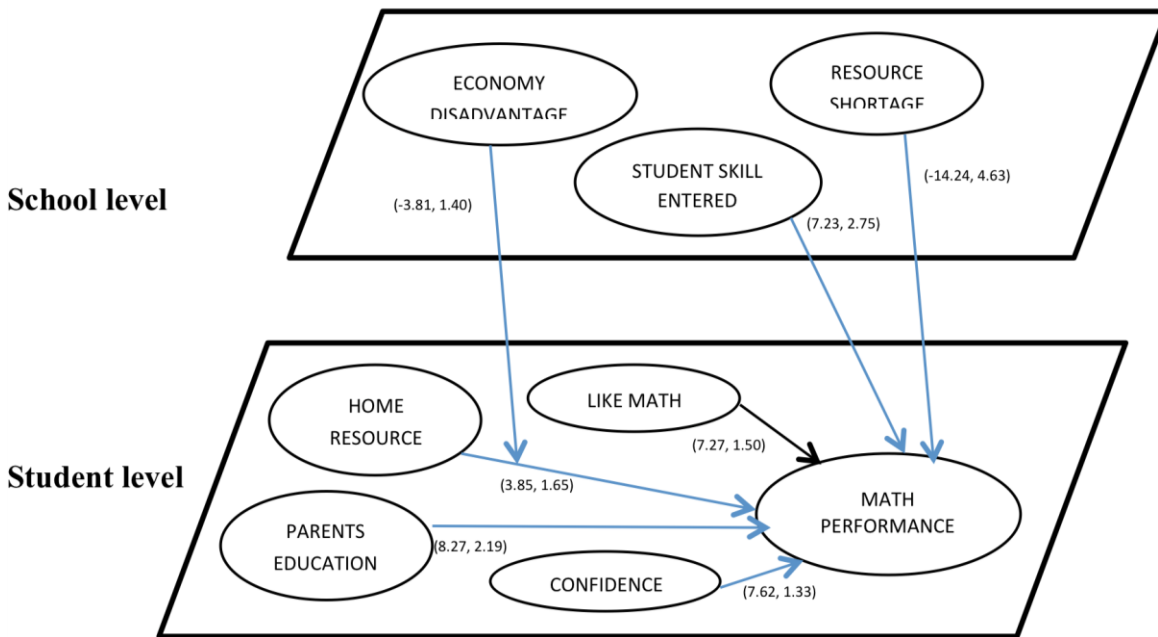 ECONOMY
DISADVANTAGE
RESOURCE
SHORTAGE
STUDENT SKILL
ENTERED
School level
(-3.81, 1.40)
(7.23, 2.75)
(-14.24, 4.63)
HOME
RESOURCE
LIKE MATH
(7.27, 1.50)
Student level
(3.85, 1.65)
MATH
PERFORMANCE
PARENTS
EDUCATION
(8.27, 2.19)
CONFIDENCE
(7.62, 1.33)